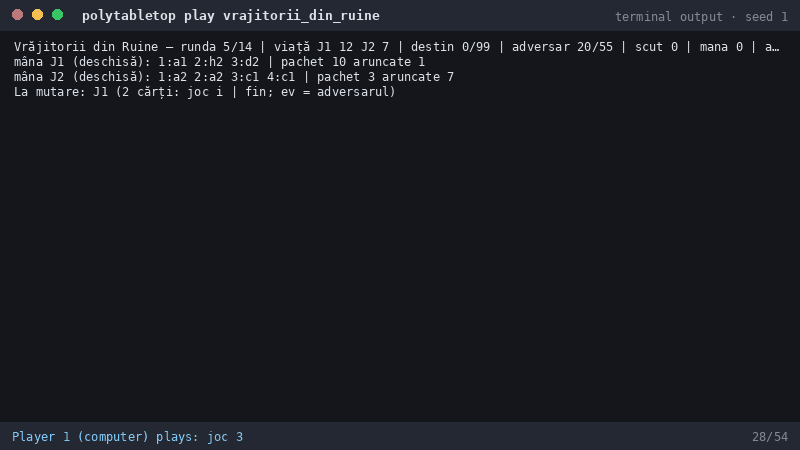 polytabletop play vrajitorii_din_ruine
terminal output · seed 1
Vrăjitorii din Ruine — runda 5/14 | viață J1 12 J2 7 | destin 0/99 | adversar 20/55 | scut 0 | mana 0 | a…
mâna J1 (deschisă): 1:a1 2:h2 3:d2 | pachet 10 aruncate 1
mâna J2 (deschisă): 1:a2 2:a2 3:c1 4:c1 | pachet 3 aruncate 7
La mutare: J1 (2 cărți: joc i | fin; ev = adversarul)
Player 1 (computer) plays: joc 3
28/54